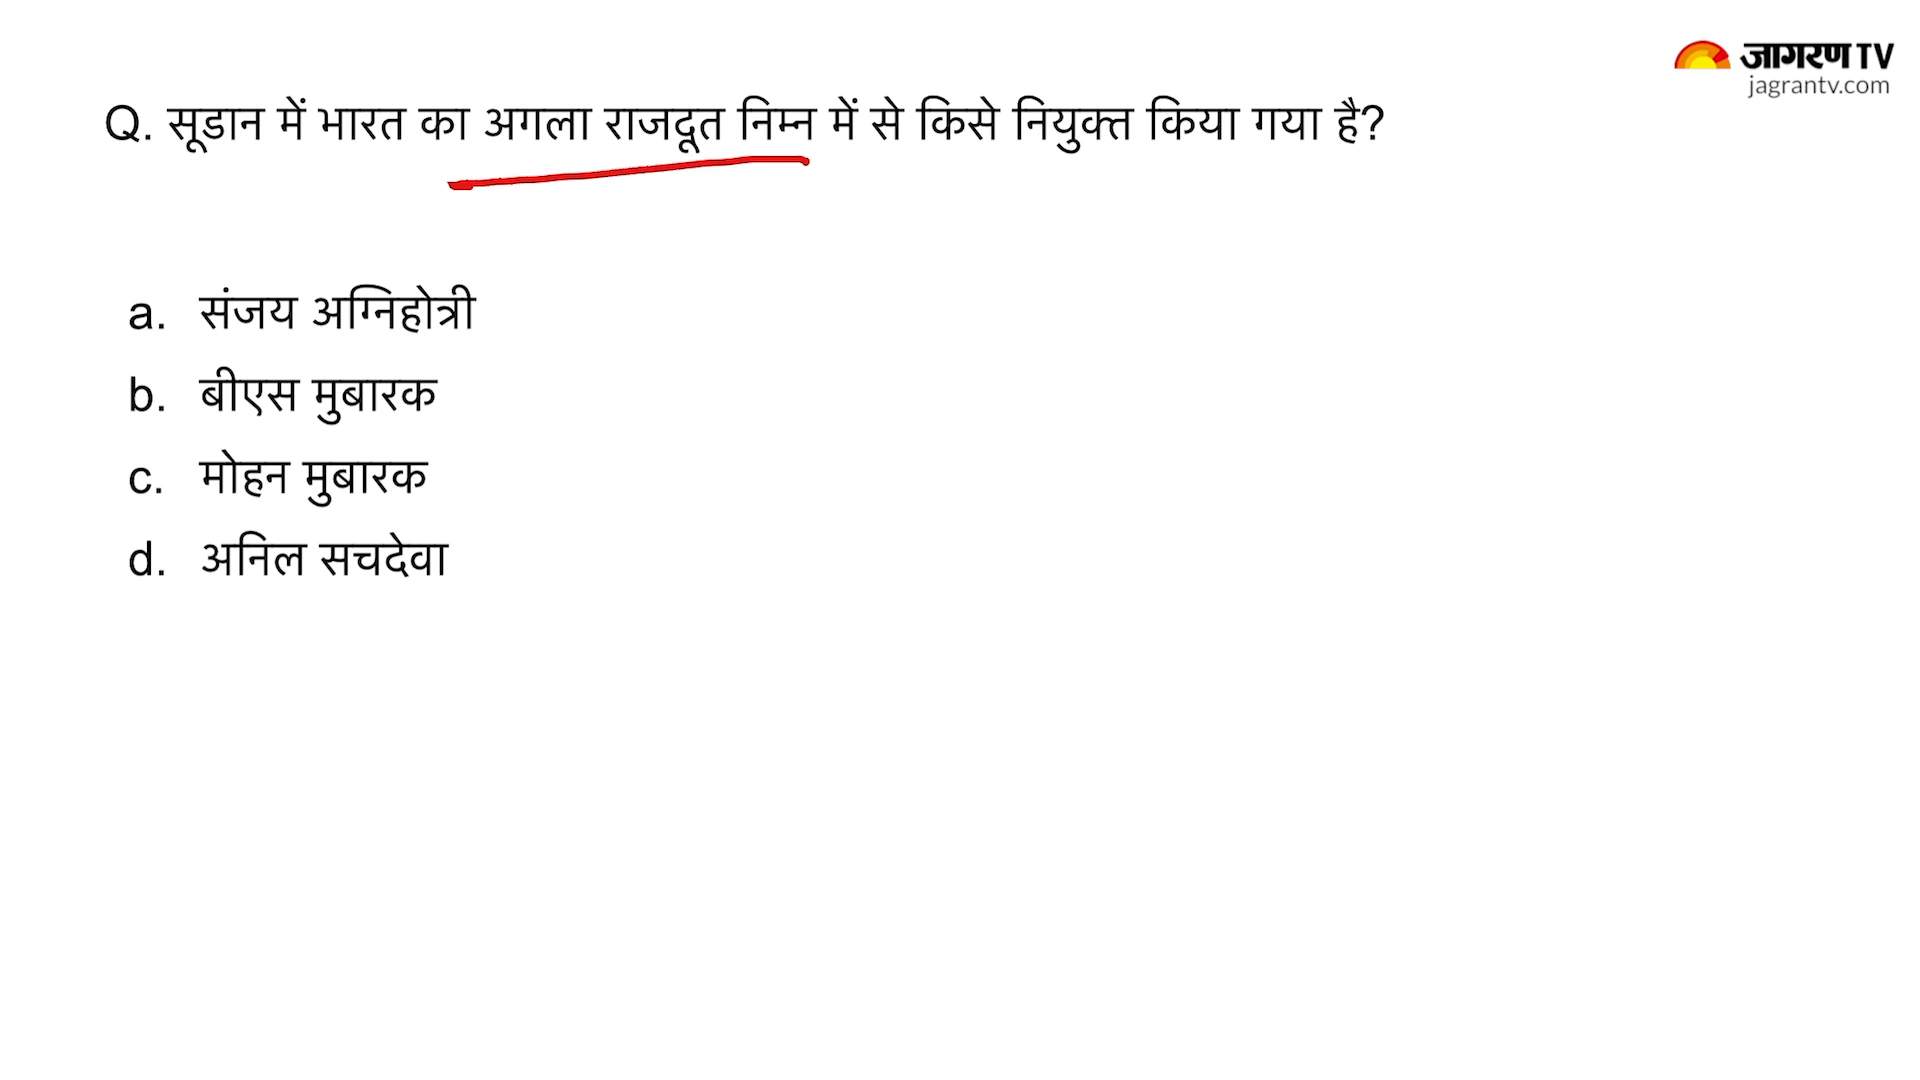 जागरण TV
jagrantv.com
Q. सूडान में भारत का अगला राजदूत निम्न में से किसे नियुक्त किया गया है?
a. संजय अग्निहोत्री
b. बीएस मुबारक
c. मोहन मुबारक
d. अनिल सचदेवा